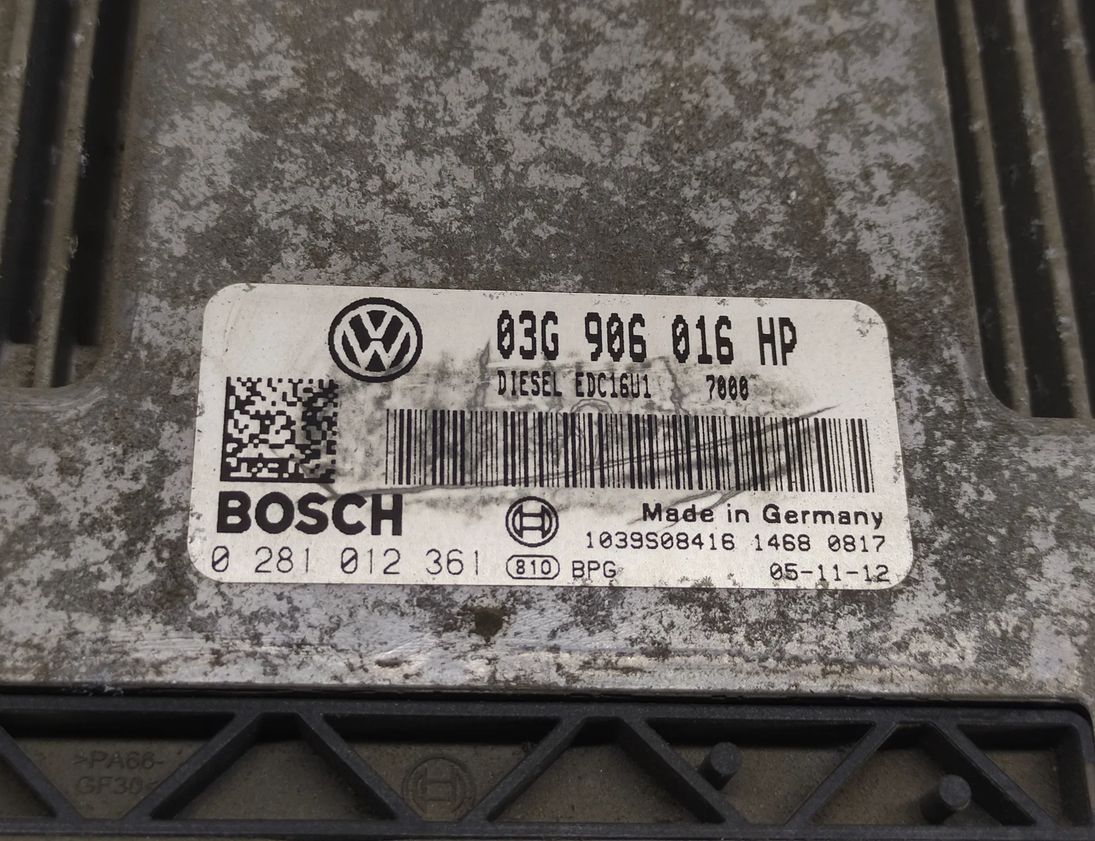 03G 906 016 HP
DIESEL EDC16U1 7000
BOSCH
Made in Germany
1039S08416 1468 0817
0 281 012 361 810 BPG 05-11-12
>PA66-
GF30<